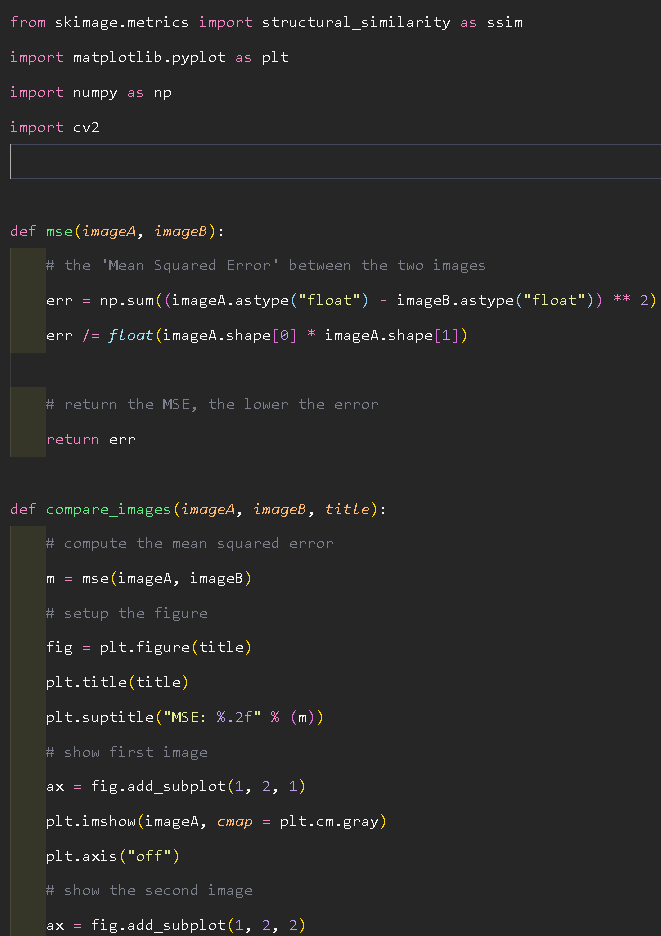 from skimage.metrics import structural_similarity as ssim
import matplotlib.pyplot as plt
import numpy as np
import cv2
def mse(imageA, imageB):
# the 'Mean Squared Error' between the two images
err = np.sum((imageA.astype("float") - imageB.astype("float")) ** 2)
err /= float(imageA.shape[0] * imageA.shape[1])
# return the MSE, the lower the error
return err
def compare_images(imageA, imageB, title):
# compute the mean squared error
m = mse(imageA, imageB)
# setup the figure
fig = plt.figure(title)
plt.title(title)
plt.suptitle("MSE: %.2f" % (m))
# show first image
ax = fig.add_subplot(1, 2, 1)
plt.imshow(imageA, cmap = plt.cm.gray)
plt.axis("off")
# show the second image
ax = fig.add_subplot(1, 2, 2)